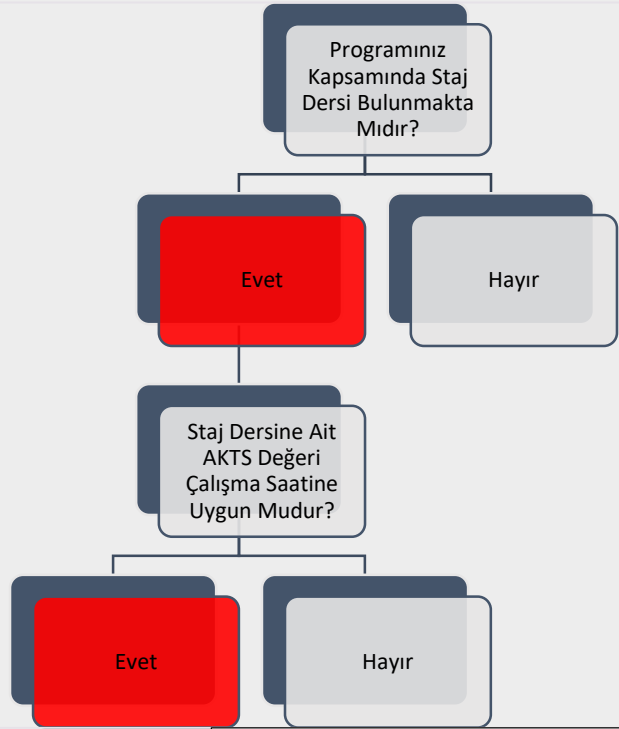 Programınız
Kapsamında Staj
Dersi Bulunmakta
Mıdır?
Evet
Hayır
Staj Dersine Ait
AKTS Değeri
Çalışma Saatine
Uygun Mudur?
Evet
Hayır